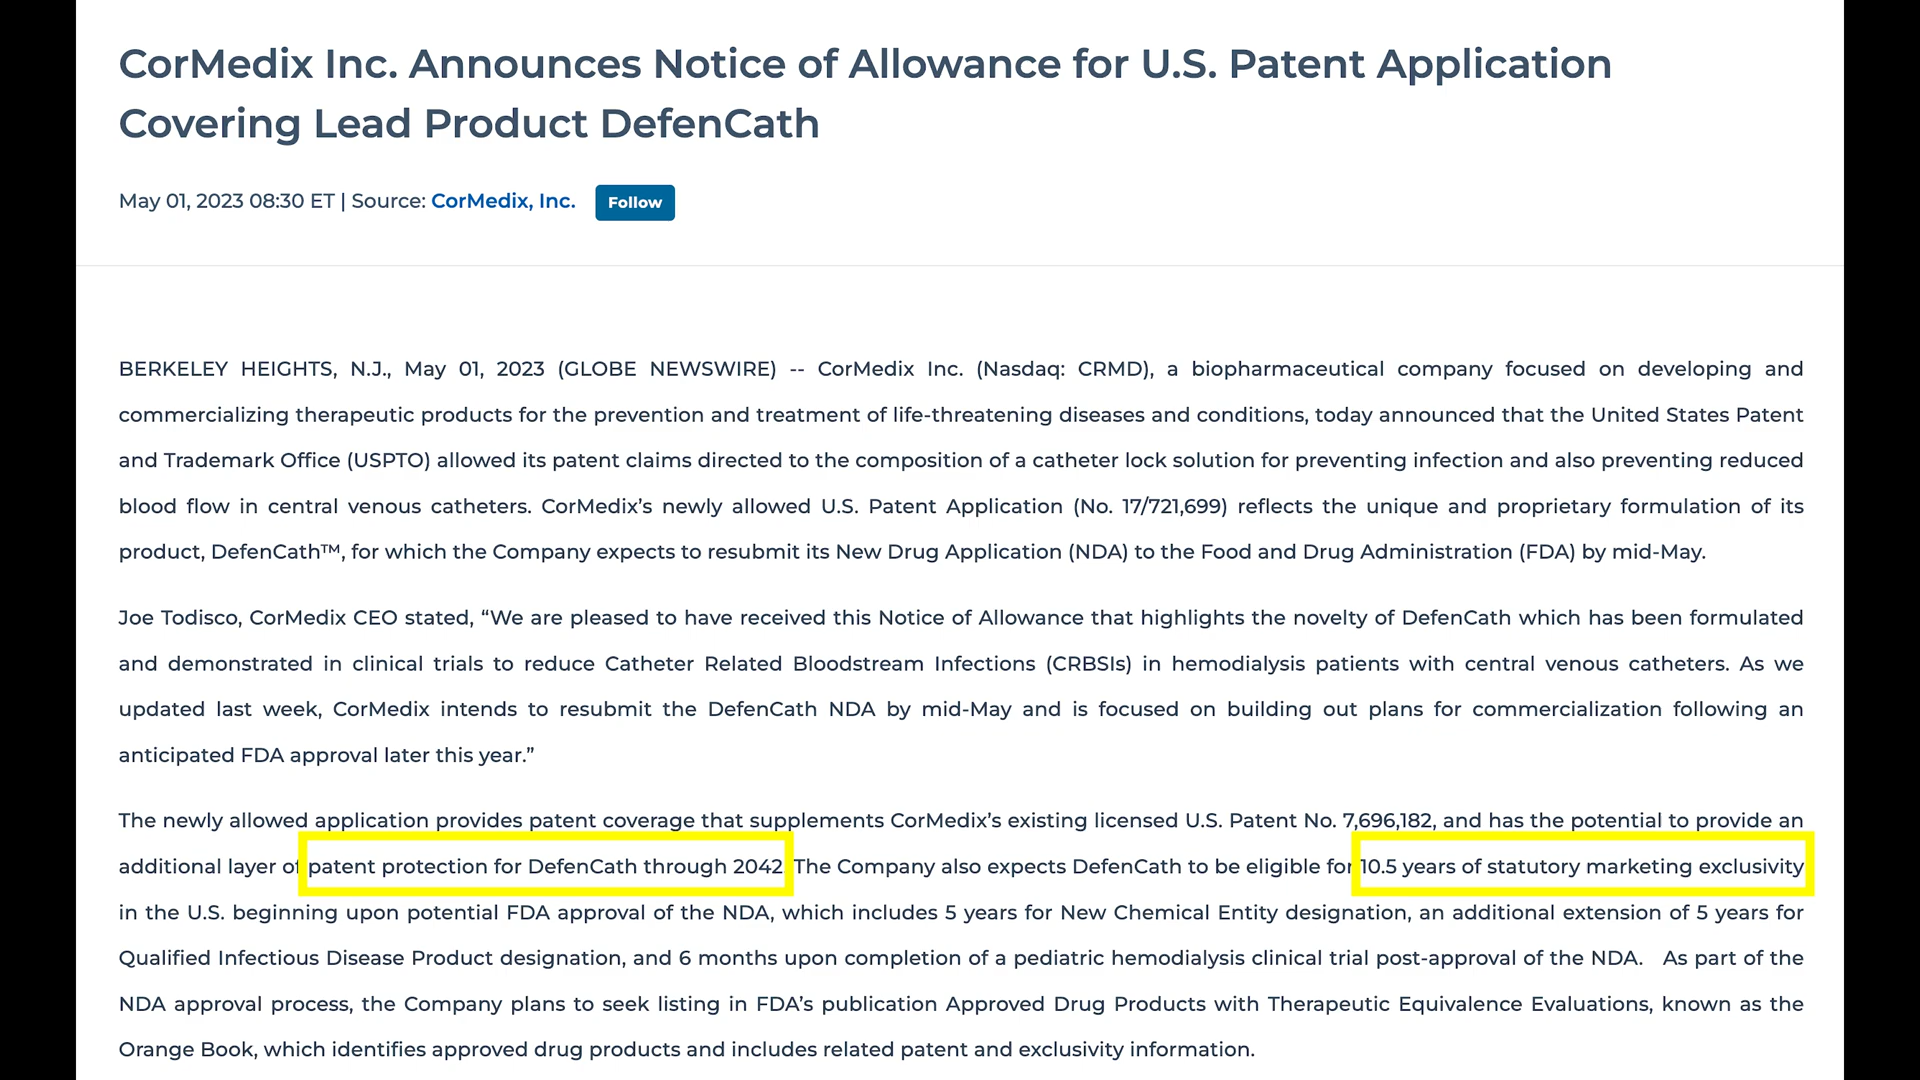 CorMedix Inc. Announces Notice of Allowance for U.S. Patent Application
Covering Lead Product DefenCath
May 01, 2023 08:30 ET | Source: CorMedix, Inc. Follow
BERKELEY HEIGHTS, N.J., May 01, 2023 (GLOBE NEWSWIRE) -- CorMedix Inc. (Nasdaq: CRMD), a biopharmaceutical company focused on developing and
commercializing therapeutic products for the prevention and treatment of life-threatening diseases and conditions, today announced that the United States Patent
and Trademark Office (USPTO) allowed its patent claims directed to the composition of a catheter lock solution for preventing infection and also preventing reduced
blood flow in central venous catheters. CorMedix’s newly allowed U.S. Patent Application (No. 17/721,699) reflects the unique and proprietary formulation of its
product, DefenCath™, for which the Company expects to resubmit its New Drug Application (NDA) to the Food and Drug Administration (FDA) by mid-May.
Joe Todisco, CorMedix CEO stated, “We are pleased to have received this Notice of Allowance that highlights the novelty of DefenCath which has been formulated
and demonstrated in clinical trials to reduce Catheter Related Bloodstream Infections (CRBSIs) in hemodialysis patients with central venous catheters. As we
updated last week, CorMedix intends to resubmit the DefenCath NDA by mid-May and is focused on building out plans for commercialization following an
anticipated FDA approval later this year.”
The newly allowed application provides patent coverage that supplements CorMedix’s existing licensed U.S. Patent No. 7,696,182, and has the potential to provide an
additional layer of patent protection for DefenCath through 2042. The Company also expects DefenCath to be eligible for 10.5 years of statutory marketing exclusivity
in the U.S. beginning upon potential FDA approval of the NDA, which includes 5 years for New Chemical Entity designation, an additional extension of 5 years for
Qualified Infectious Disease Product designation, and 6 months upon completion of a pediatric hemodialysis clinical trial post-approval of the NDA. As part of the
NDA approval process, the Company plans to seek listing in FDA’s publication Approved Drug Products with Therapeutic Equivalence Evaluations, known as the
Orange Book, which identifies approved drug products and includes related patent and exclusivity information.